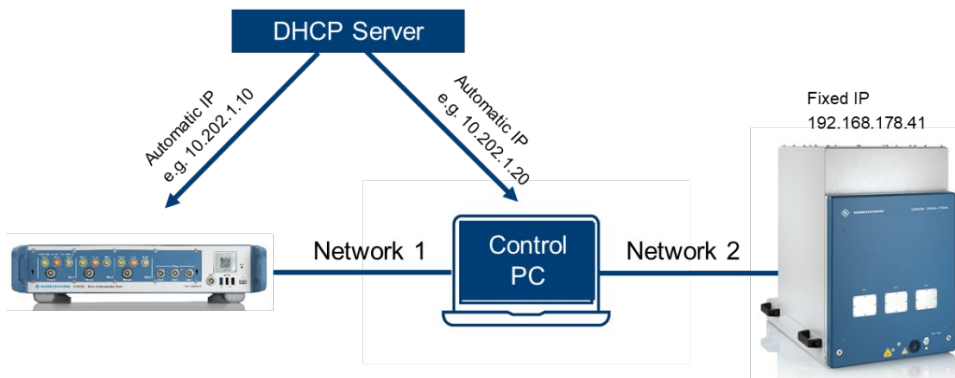 DHCP Server
Automatic IP
e.g. 10.202.1.10
Automatic IP
e.g. 10.202.1.20
Fixed IP
192.168.178.41
Network 1
Control
PC
Network 2